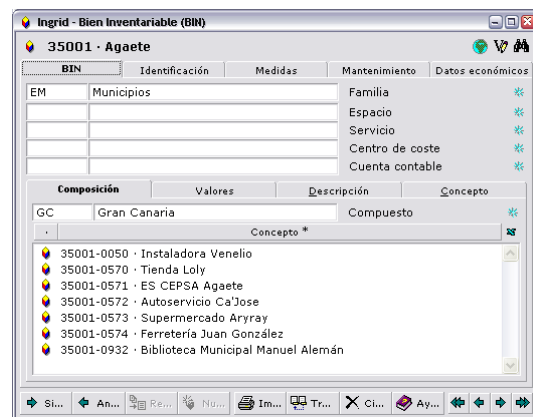 Ingrid - Bien Inventariable (BIN)
35001 · Agaete
BIN Identificación Medidas Mantenimiento Datos económicos
EM Municipios Familia
Espacio
Servicio
Centro de coste
Cuenta contable
Composición Valores Descripción Concepto
GC Gran Canaria Compuesto
· Concepto *
35001-0050 · Instaladora Venelio
35001-0570 · Tienda Loly
35001-0571 · ES CEPSA Agaete
35001-0572 · Autoservicio Ca'Jose
35001-0573 · Supermercado Aryray
35001-0574 · Ferretería Juan González
35001-0932 · Biblioteca Municipal Manuel Alemán
Si... An... Re... Nu... Im... Tr... Ci... Ay...